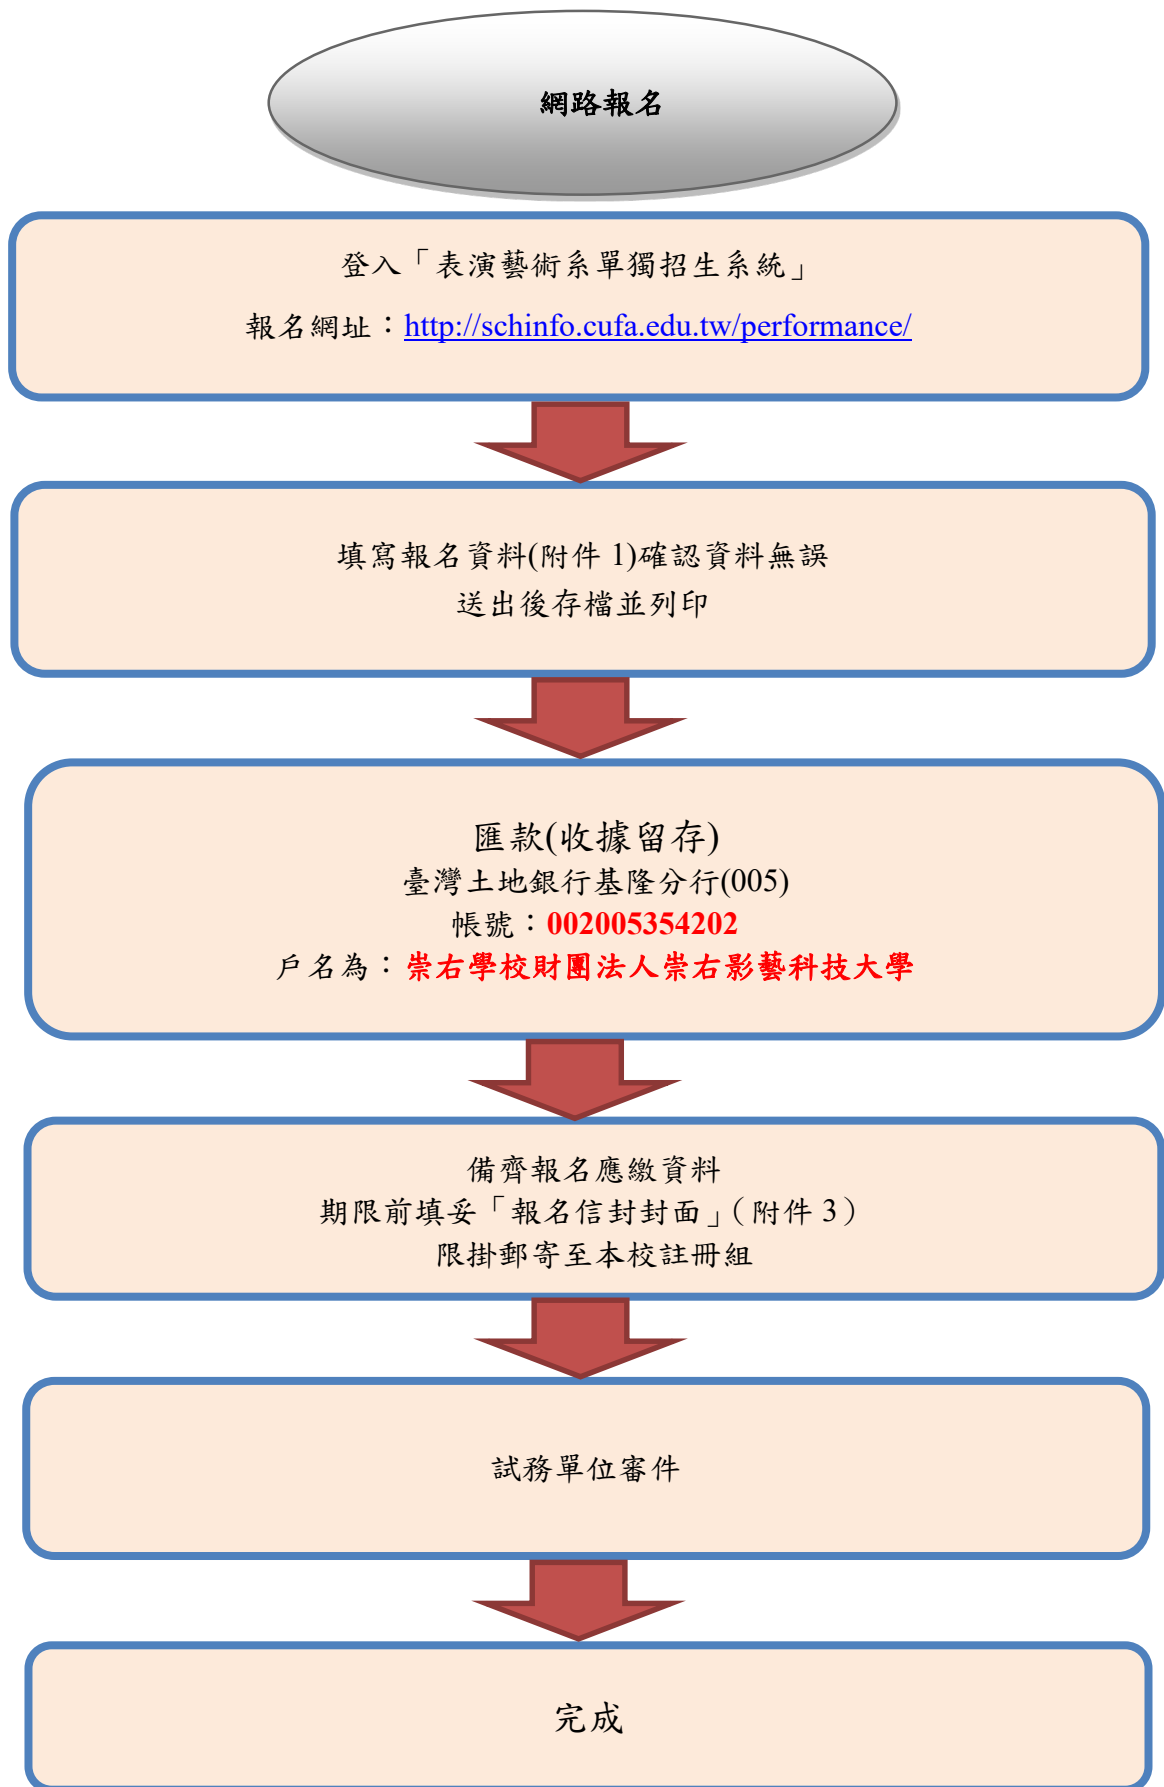 網路報名
登入「表演藝術系單獨招生系統」
報名網址：http://schinfo.cufa.edu.tw/performance/
填寫報名資料(附件 1)確認資料無誤
送出後存檔並列印
匯款(收據留存)
臺灣土地銀行基隆分行(005)
帳號：002005354202
戶名為：崇右學校財團法人崇右影藝科技大學
備齊報名應繳資料
期限前填妥「報名信封封面」（附件 3）
限掛郵寄至本校註冊組
試務單位審件
完成